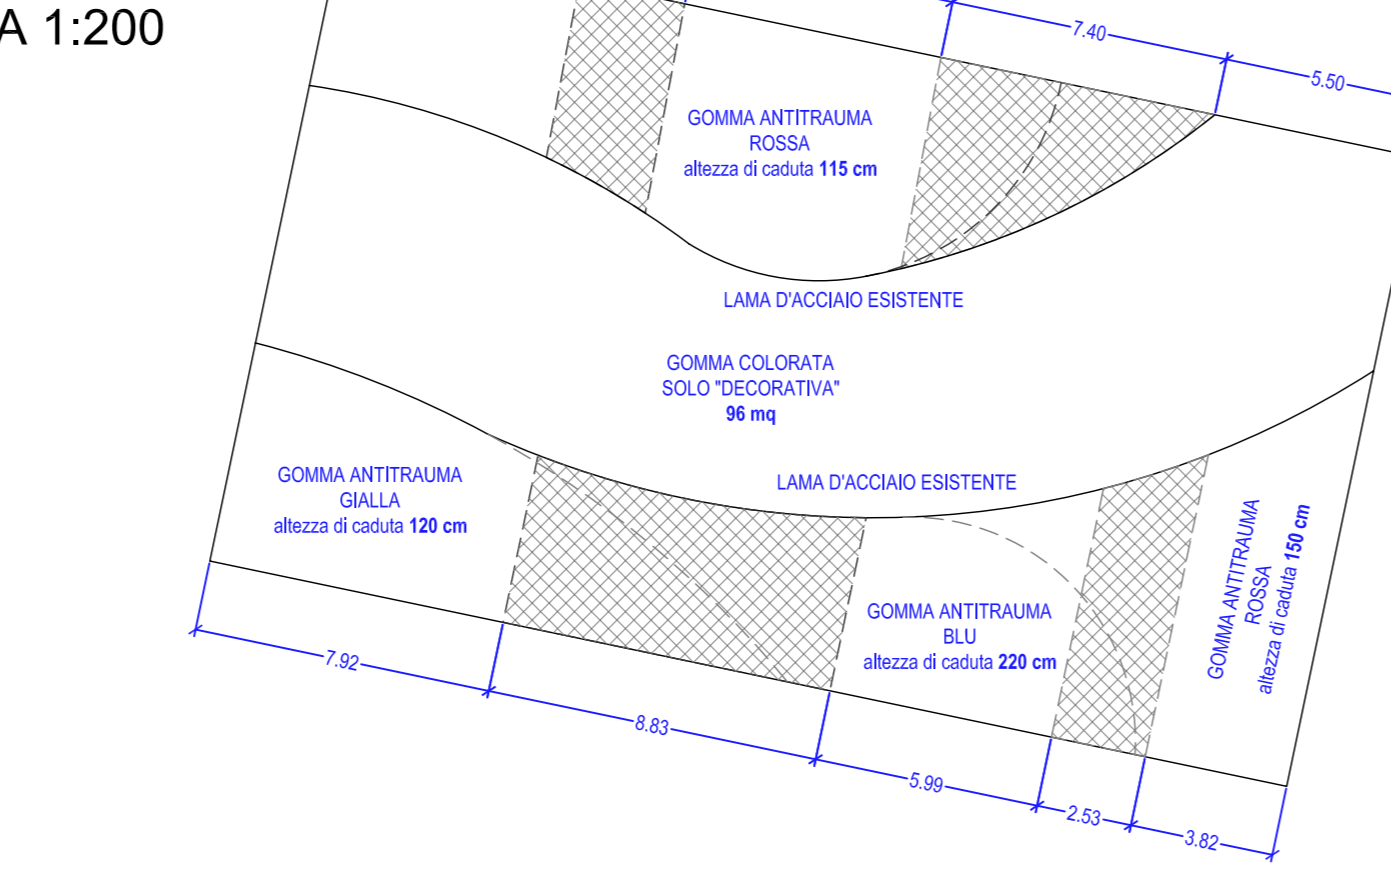 A 1:200
7.40
5.50
GOMMA ANTITRAUMA
ROSSA
altezza di caduta 115 cm
LAMA D'ACCIAIO ESISTENTE
GOMMA COLORATA
SOLO "DECORATIVA"
96 mq
LAMA D'ACCIAIO ESISTENTE
GOMMA ANTITRAUMA
GIALLA
altezza di caduta 120 cm
GOMMA ANTITRAUMA
BLU
altezza di caduta 220 cm
GOMMA ANTITRAUMA
ROSSA
altezza di caduta 150 cm
7.92
8.83
5.99
2.53
3.82